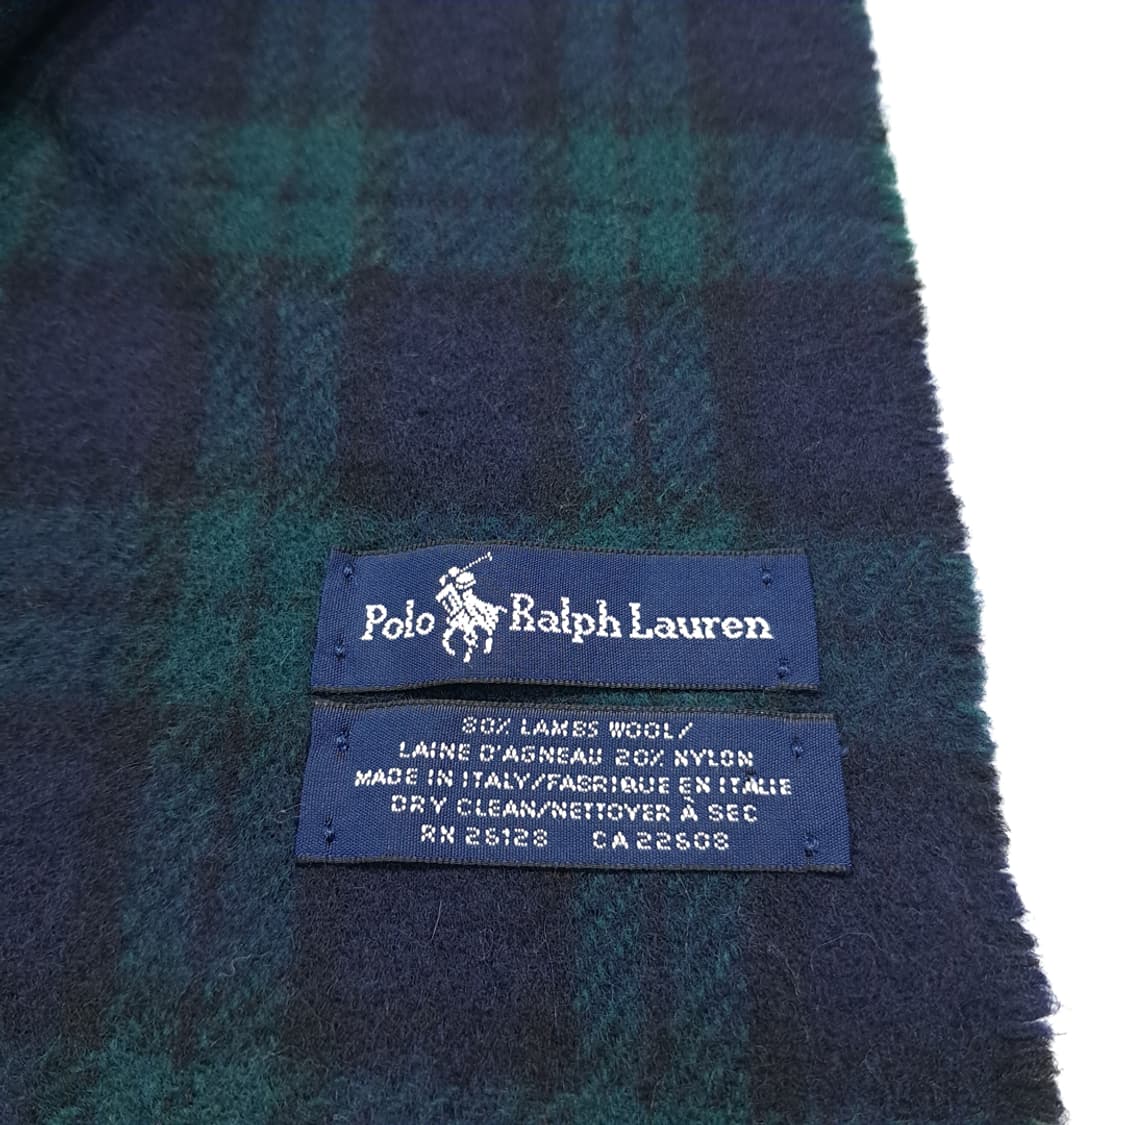 Polo Ralph Lauren
80% LAMBS WOOL/
LAINE D'AGNEAU 20% NYLON
MADE IN ITALY/FABRIQUE EN ITALIE
DRY CLEAN/NETTOYER À SEC
RN 26128 CA 22608